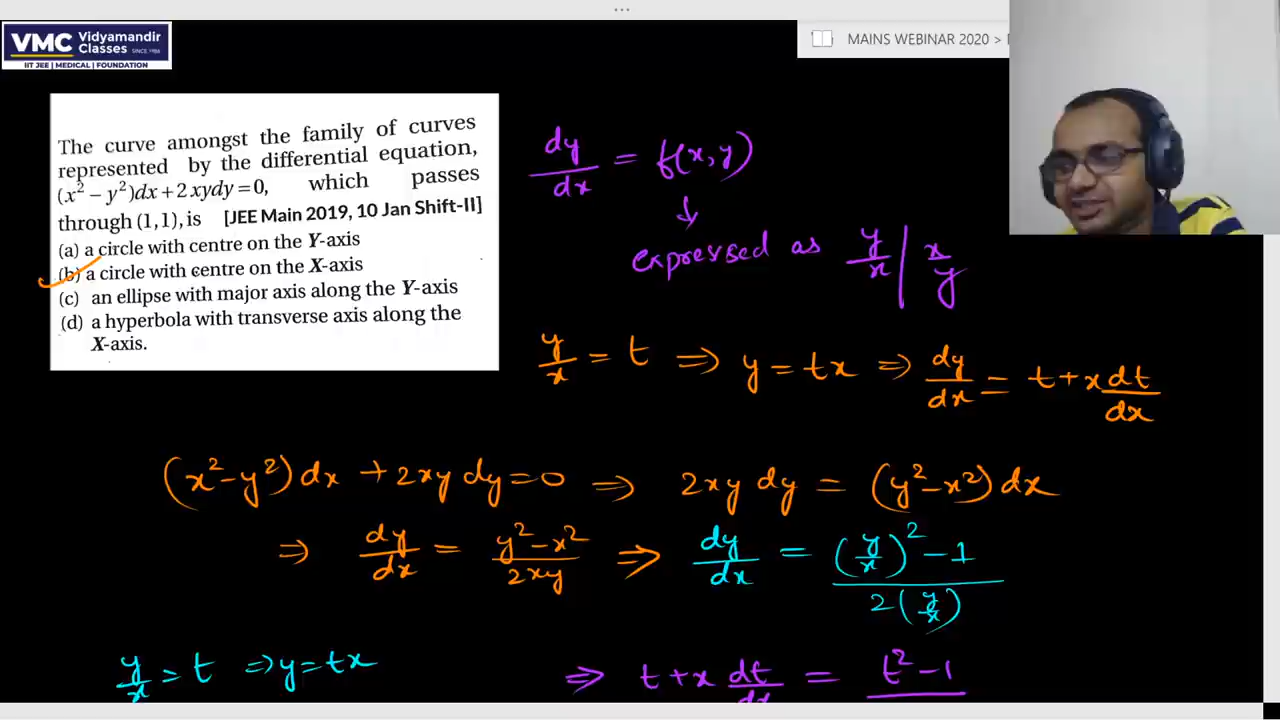 VMC Vidyamandir Classes SINCE 1986
IIT JEE | MEDICAL | FOUNDATION
MAINS WEBINAR 2020 >
The curve amongst the family of curves
represented by the differential equation,
(x² – y²)dx + 2xydy = 0, which passes
through (1, 1), is [JEE Main 2019, 10 Jan Shift-II]
(a) a circle with centre on the Y-axis
(b) a circle with centre on the X-axis
(c) an ellipse with major axis along the Y-axis
(d) a hyperbola with transverse axis along the
X-axis.
dy/dx = f(x, y)
↓
expressed as y/x | x/y
y/x = t ⇒ y = tx ⇒ dy/dx = t + x dt/dx
(x² – y²) dx + 2xy dy = 0 ⇒ 2xy dy = (y² – x²) dx
⇒ dy/dx = y² – x² / 2xy ⇒ dy/dx = (y/x)² – 1 / 2(y/x)
y/x = t ⇒ y = tx ⇒ t + x dt/dx = t² – 1